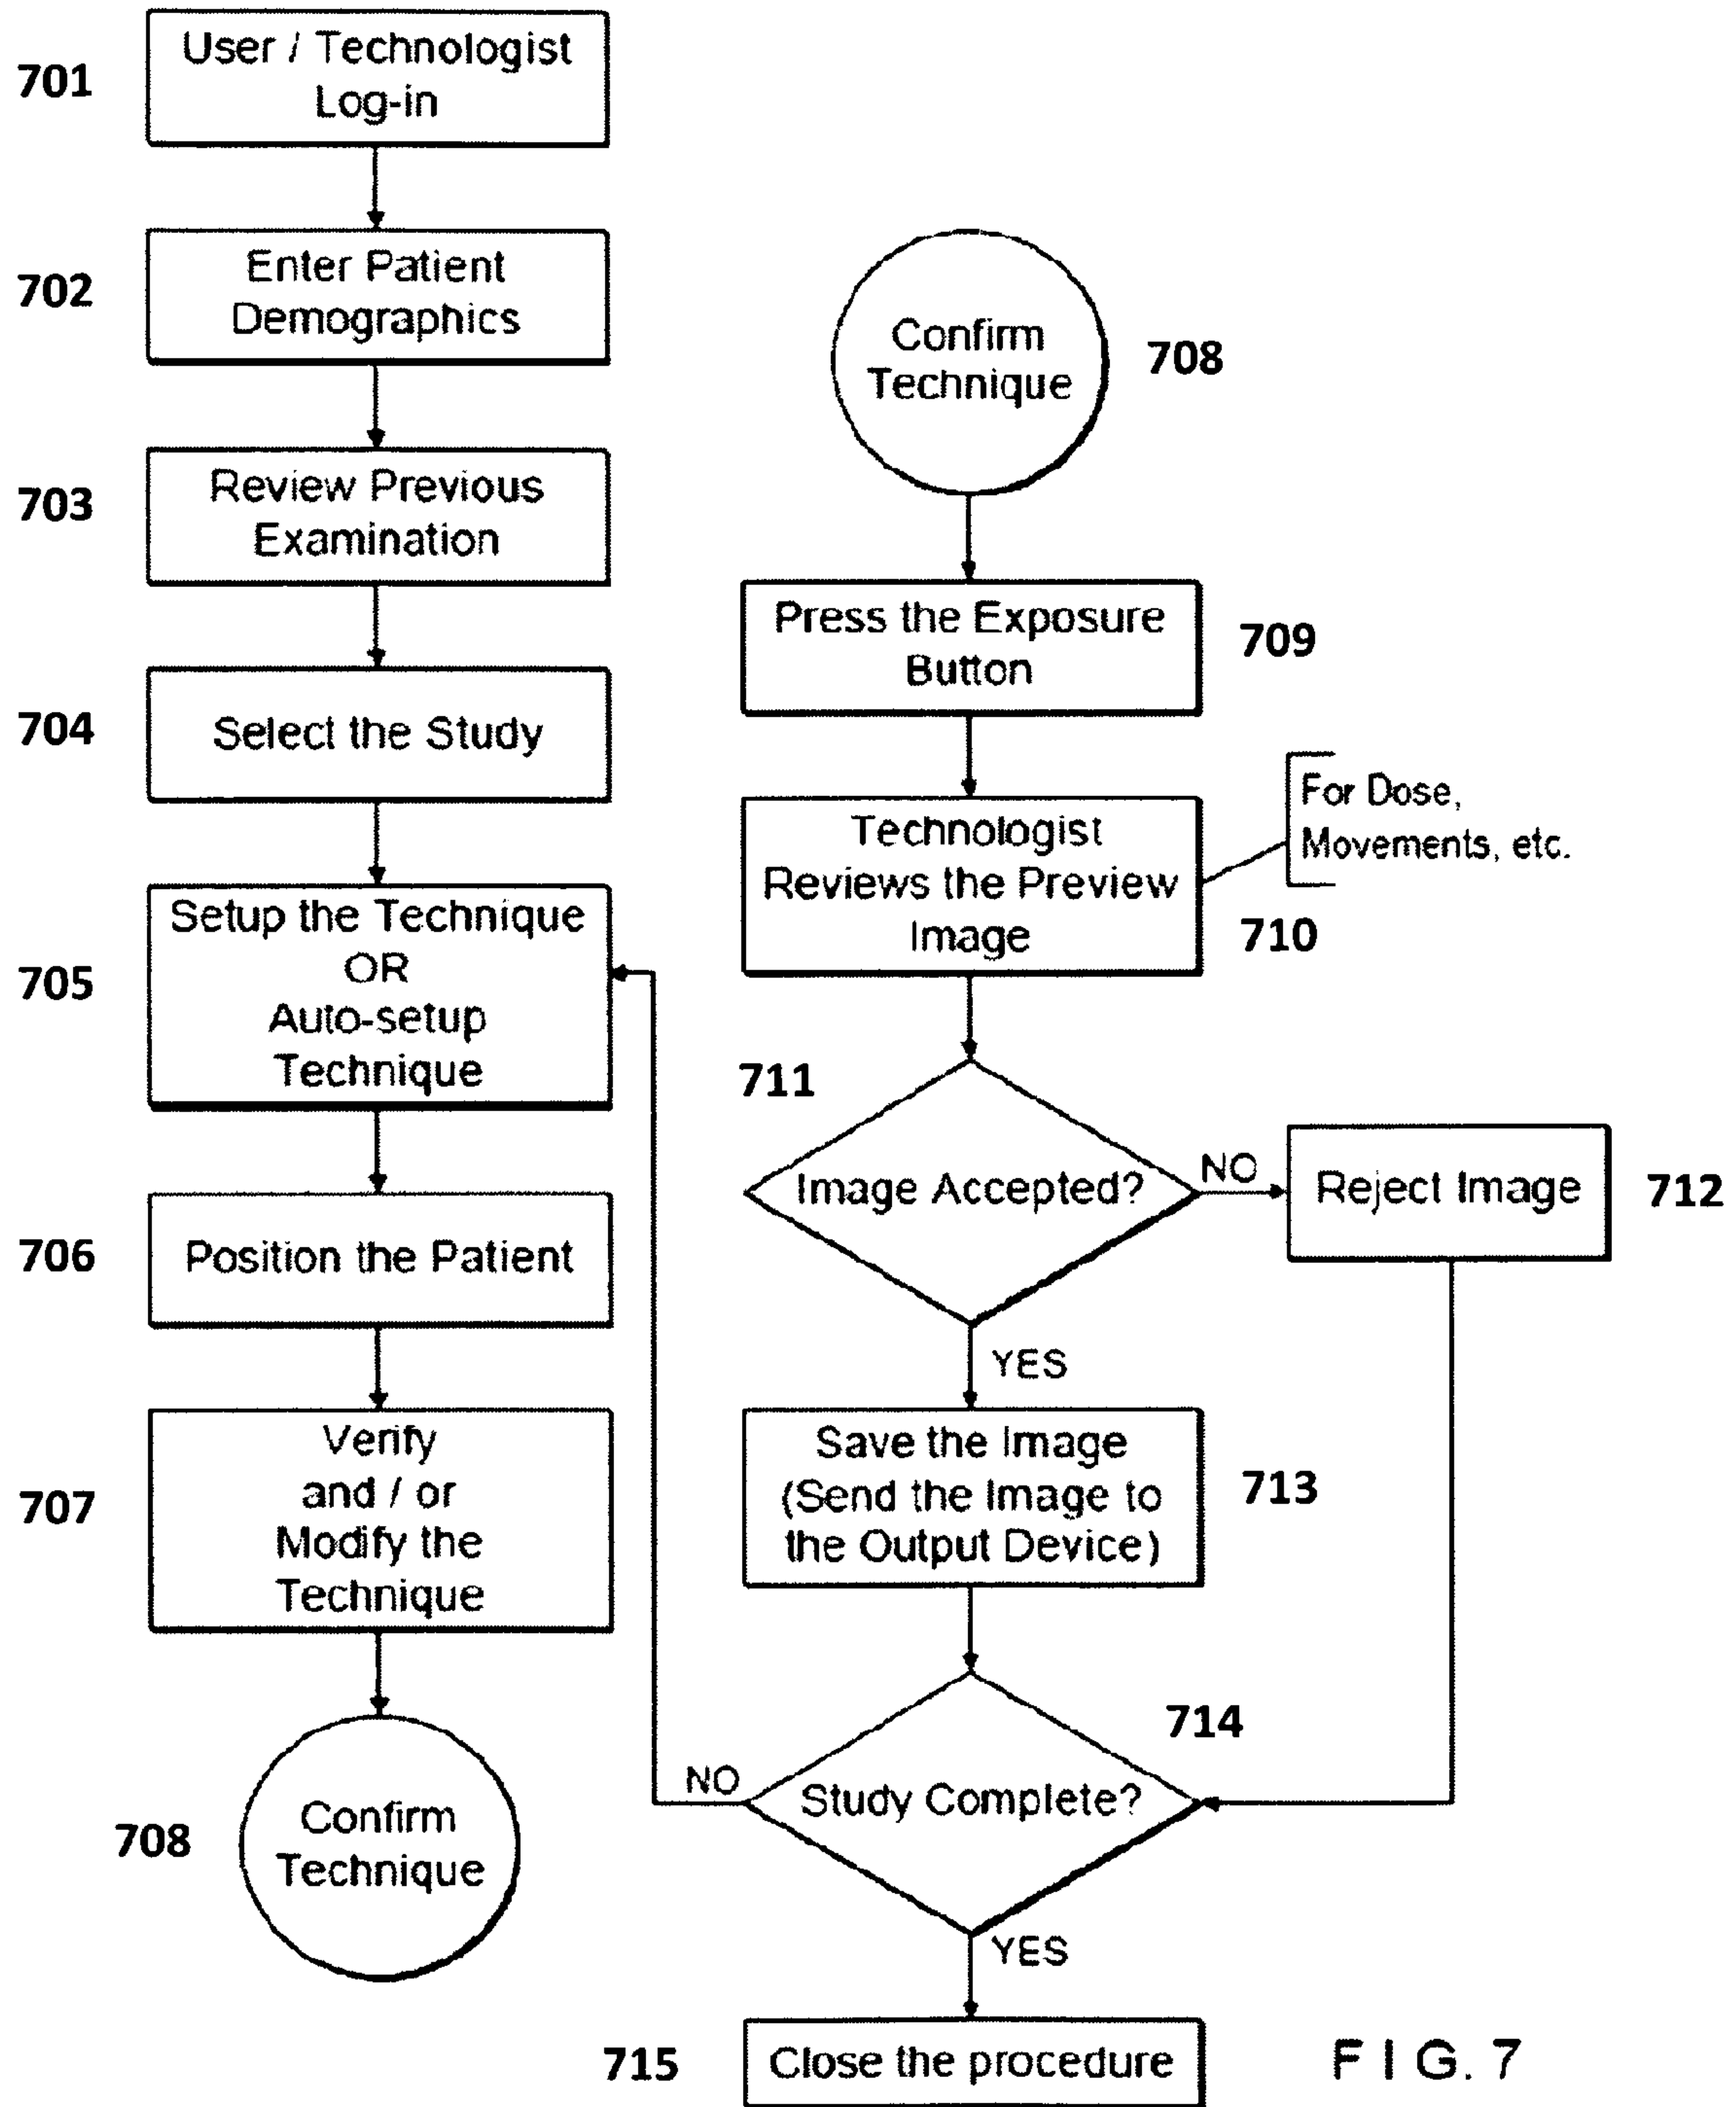 701
User / Technologist
Log-in
702
Enter Patient
Demographics
703
Review Previous
Examination
704
Select the Study
705
Setup the Technique
OR
Auto-setup
Technique
706
Position the Patient
707
Verify
and / or
Modify the
Technique
708
Confirm
Technique
Confirm
Technique
708
Press the Exposure
Button
709
Technologist
Reviews the Preview
Image
710
For Dose,
Movements, etc.
711
Image Accepted?
NO
Reject Image
712
YES
Save the Image
(Send the Image to
the Output Device)
713
714
Study Complete?
NO
YES
715
Close the procedure
FIG. 7